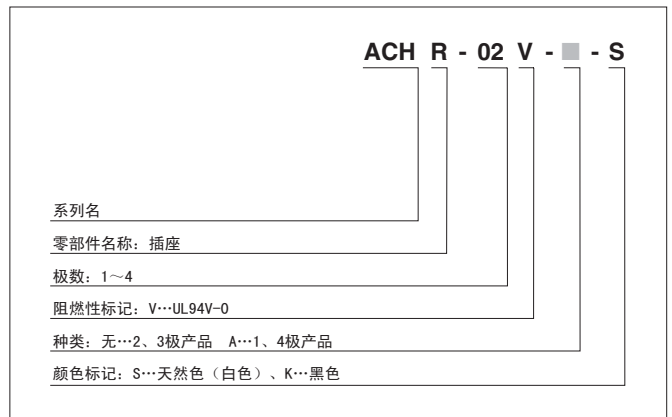 ACH R - 02 V - ■ - S
系列名
零部件名称：插座
极数：1～4
阻燃性标记：V…UL94V-0
种类：无…2、3极产品　A…1、4极产品
颜色标记：S…天然色（白色）、K…黑色